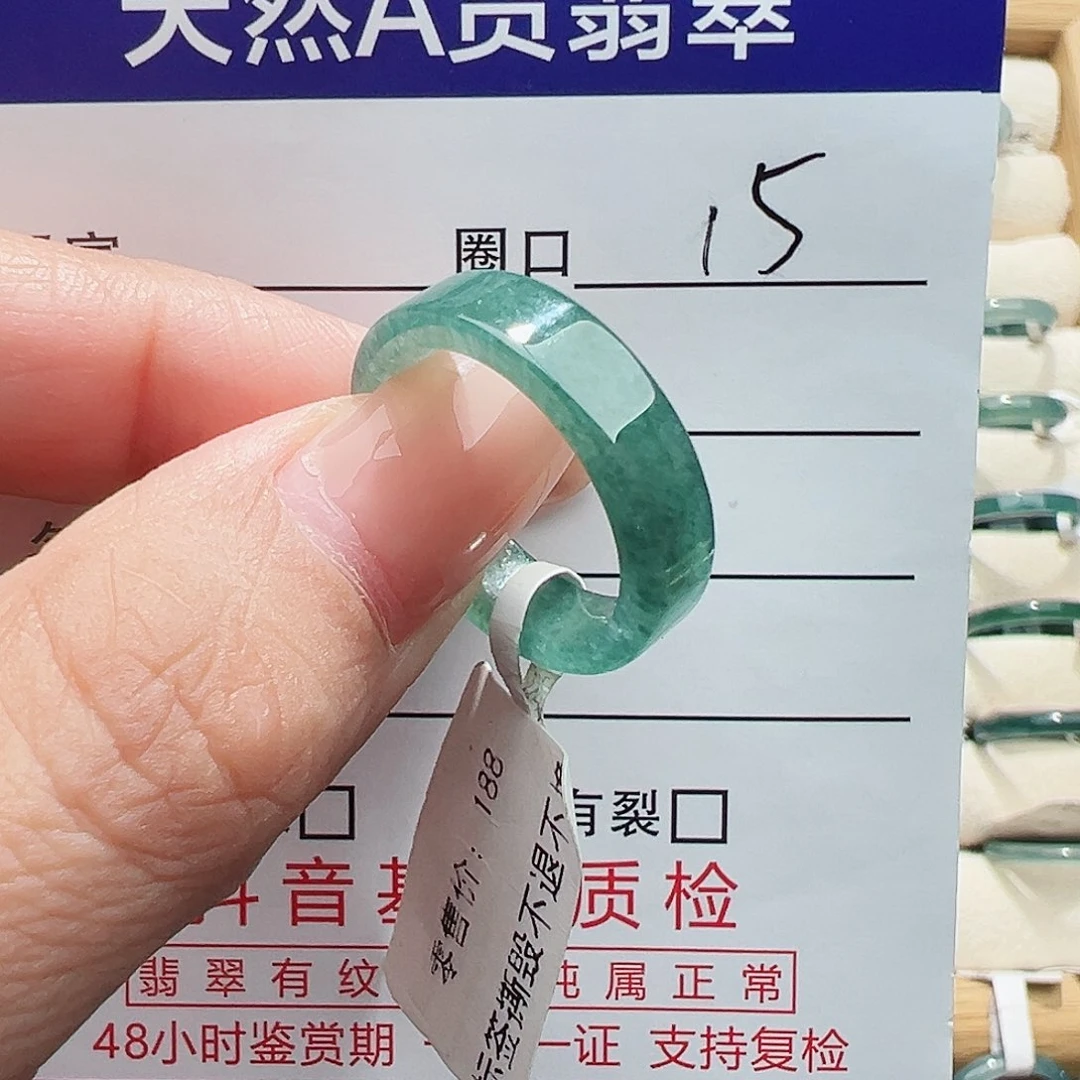 天然A货翡翠
圈口 15
有裂□
音 质检
翡翠有纹 纯属正常
48小时鉴赏期 一证 支持复检
零售价：188
标签撕毁不退不